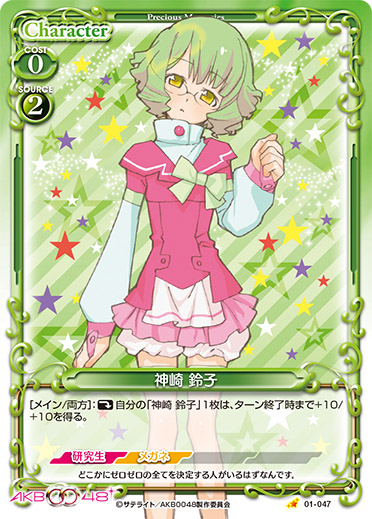 Precious Memories
Character
COST
0
SOURCE
2
神崎 鈴子
[メイン/両方]:自分の「神崎 鈴子」1枚は、ターン終了時まで+10/
+10を得る。
研究生 メガネ
どこかにゼロゼロの全てを決定する人がいるはずなんです。
AKB0048
01-047
©サテライト/AKB0048製作委員会